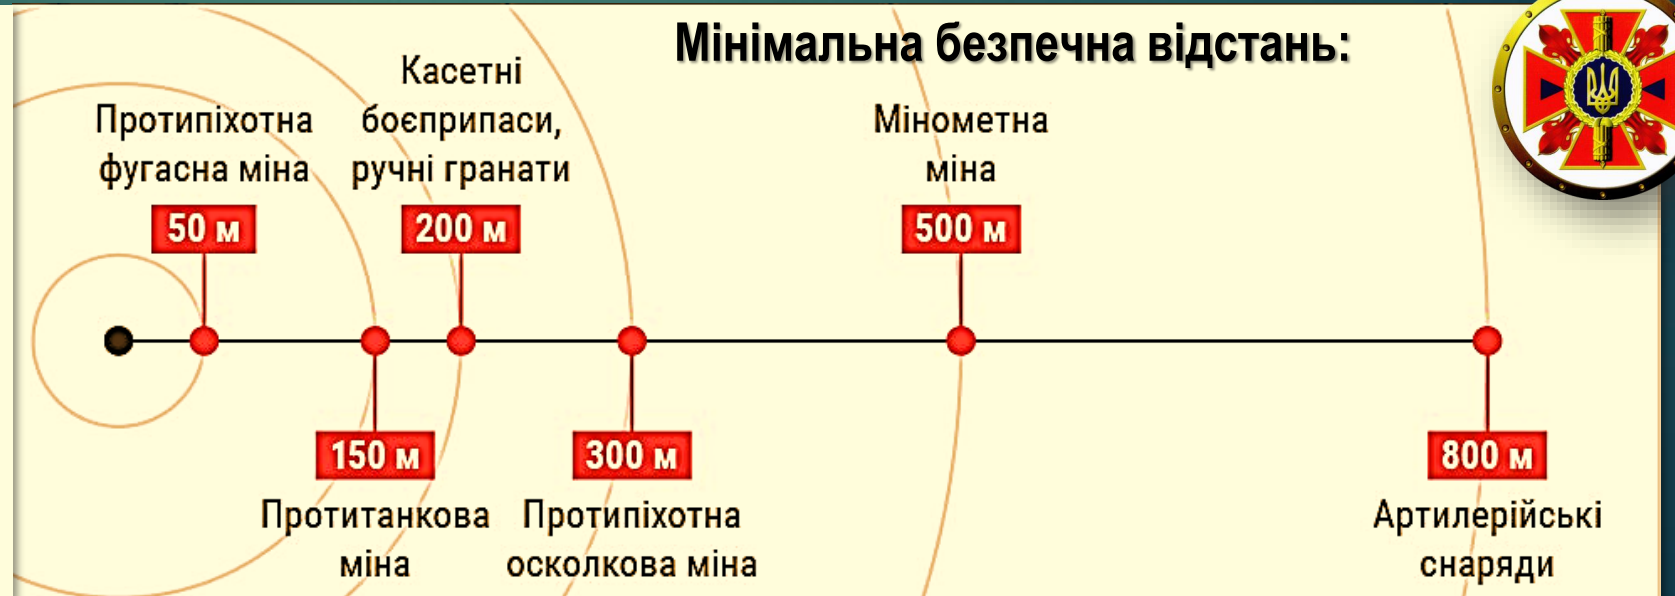 Мінімальна безпечна відстань:
Протипіхотна
фугасна міна
50 м
Касетні
боєприпаси,
ручні гранати
200 м
Мінометна
міна
500 м
150 м
Протитанкова
міна
300 м
Протипіхотна
осколкова міна
800 м
Артилерійські
снаряди